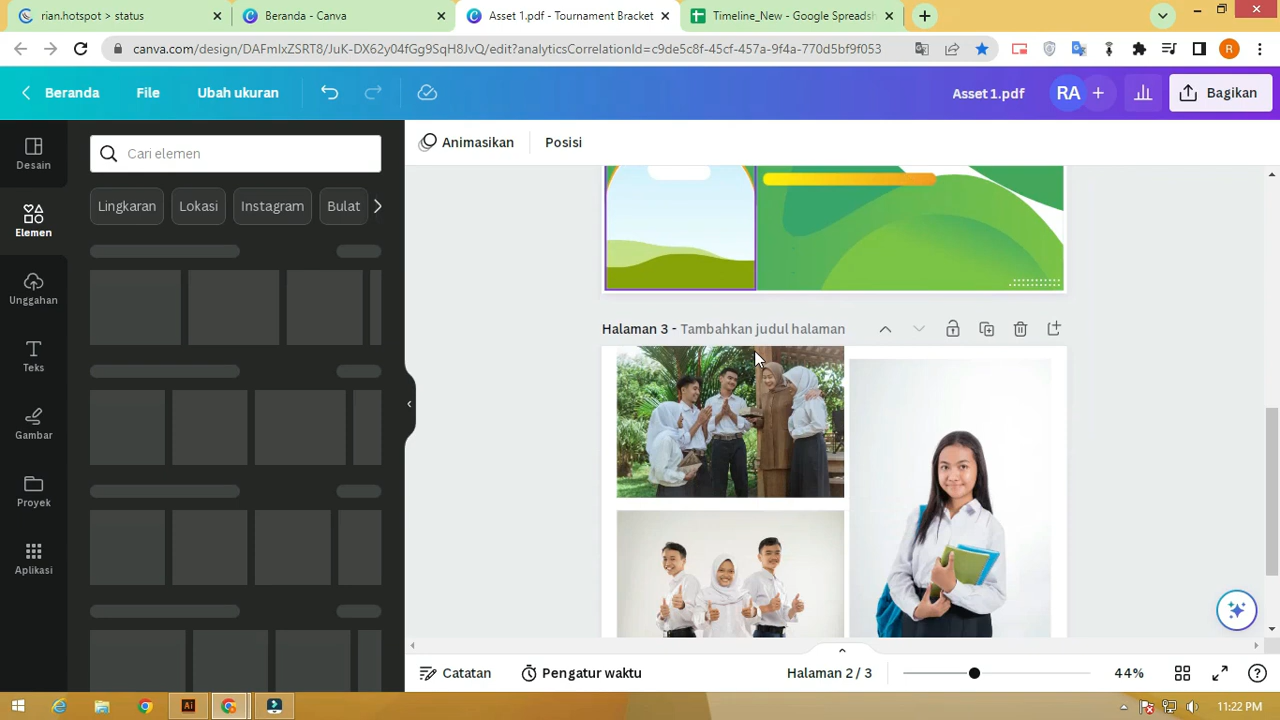 rian.hotspot > status
Beranda - Canva
Asset 1.pdf - Tournament Bracket
Timeline_New - Google Spreadsh
canva.com/design/DAFmIxZSRT8/JuK-DX62y04fGg9SqH8JvQ/edit?analyticsCorrelationId=c9de5c8f-45cf-457a-9f4a-770d5bf9f053
R
Beranda
File
Ubah ukuran
Asset 1.pdf
RA
Bagikan
Desain
Elemen
Unggahan
Teks
Gambar
Proyek
Aplikasi
Cari elemen
Lingkaran
Lokasi
Instagram
Bulat
Animasikan
Posisi
Halaman 3 - Tambahkan judul halaman
Catatan
Pengatur waktu
Halaman 2 / 3
44%
Ai
11:22 PM